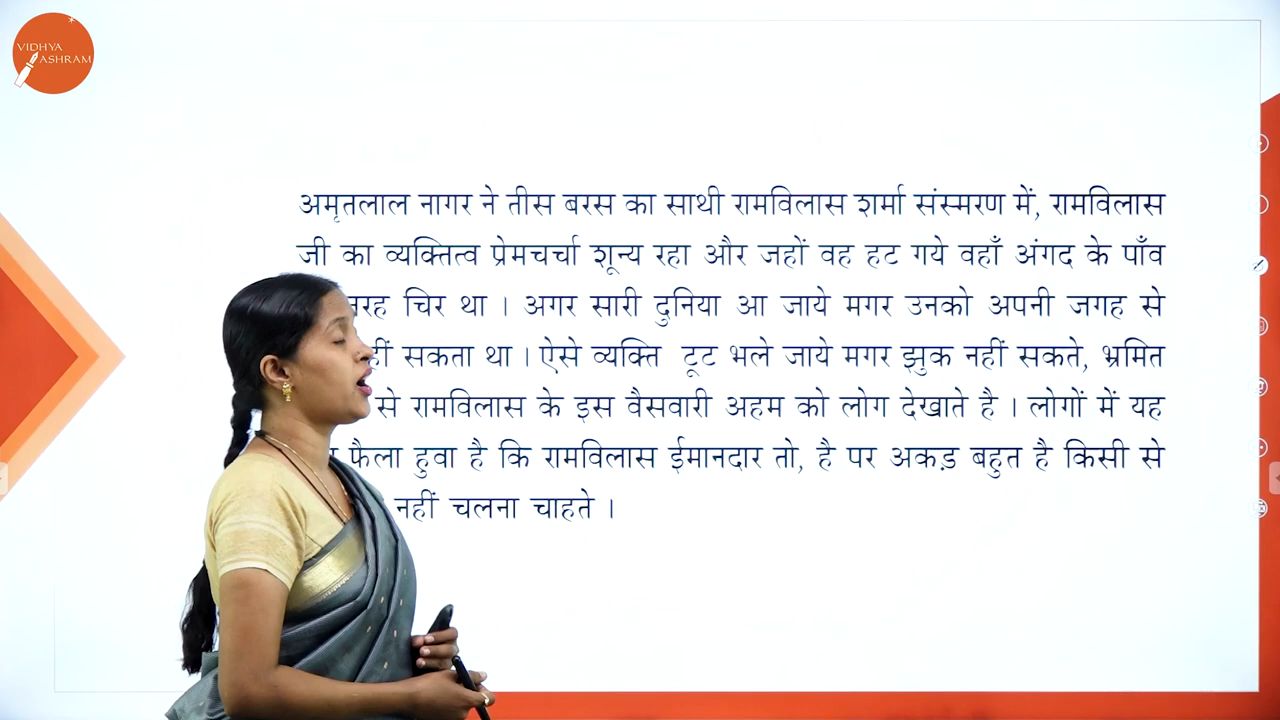 VIDHYA
ASHRAM
अमृतलाल नागर ने तीस बरस का साथी रामविलास शर्मा संस्मरण में, रामविलास
जी का व्यक्तित्व प्रेमचर्चा शून्य रहा और जहों वह हट गये वहाँ अंगद के पाँव
चिर था । अगर सारी दुनिया आ जाये मगर उनको अपनी जगह से
सकता था । ऐसे व्यक्ति टूट भले जाये मगर झुक नहीं सकते, भ्रमित
से रामविलास के इस वैसवारी अहम को लोग देखाते है । लोगों में यह
फैला हुवा है कि रामविलास ईमानदार तो, है पर अकड़ बहुत है किसी से
नहीं चलना चाहते ।